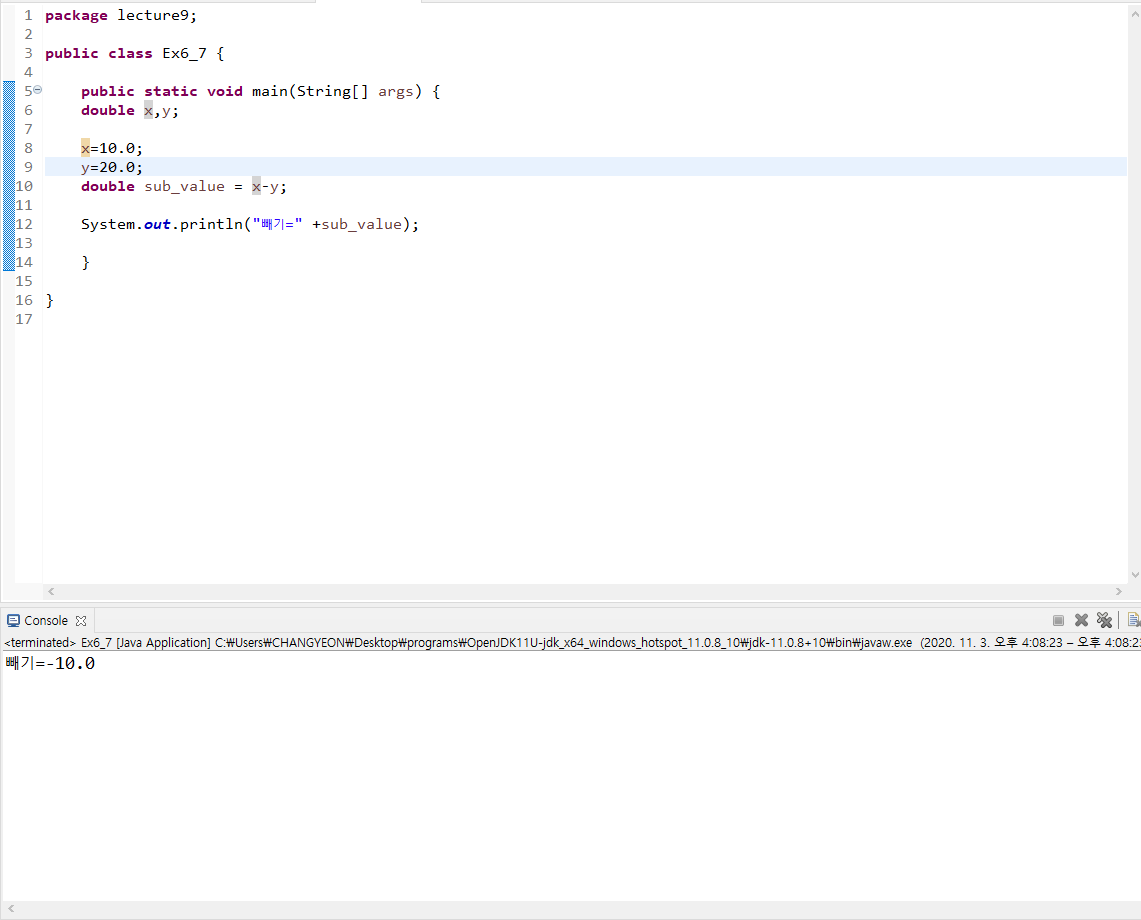 1 package lecture9;
2
3 public class Ex6_7 {
4
5 public static void main(String[] args) {
6 double x,y;
7
8 x=10.0;
9 y=20.0;
10 double sub_value = x-y;
11
12 System.out.println("빼기=" +sub_value);
13
14 }
15
16 }
17
Console
<terminated> Ex6_7 [Java Application] C:₩Users₩CHANGYEON₩Desktop₩programs₩OpenJDK11U-jdk_x64_windows_hotspot_11.0.8_10₩jdk-11.0.8+10₩bin₩javaw.exe (2020. 11. 3. 오후 4:08:23 – 오후 4:08:23
빼기=-10.0